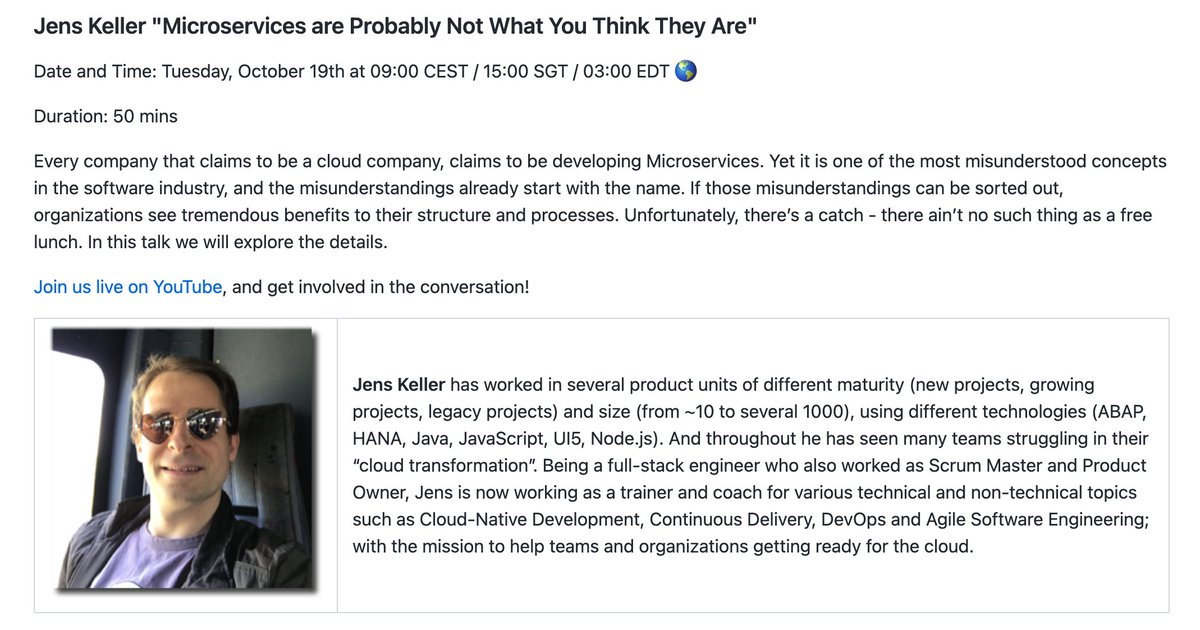 Jens Keller "Microservices are Probably Not What You Think They Are"
Date and Time: Tuesday, October 19th at 09:00 CEST / 15:00 SGT / 03:00 EDT 🌎
Duration: 50 mins
Every company that claims to be a cloud company, claims to be developing Microservices. Yet it is one of the most misunderstood concepts
in the software industry, and the misunderstandings already start with the name. If those misunderstandings can be sorted out,
organizations see tremendous benefits to their structure and processes. Unfortunately, there’s a catch - there ain’t no such thing as a free
lunch. In this talk we will explore the details.
Join us live on YouTube, and get involved in the conversation!
Jens Keller has worked in several product units of different maturity (new projects, growing
projects, legacy projects) and size (from ~10 to several 1000), using different technologies (ABAP,
HANA, Java, JavaScript, UI5, Node.js). And throughout he has seen many teams struggling in their
“cloud transformation”. Being a full-stack engineer who also worked as Scrum Master and Product
Owner, Jens is now working as a trainer and coach for various technical and non-technical topics
such as Cloud-Native Development, Continuous Delivery, DevOps and Agile Software Engineering;
with the mission to help teams and organizations getting ready for the cloud.